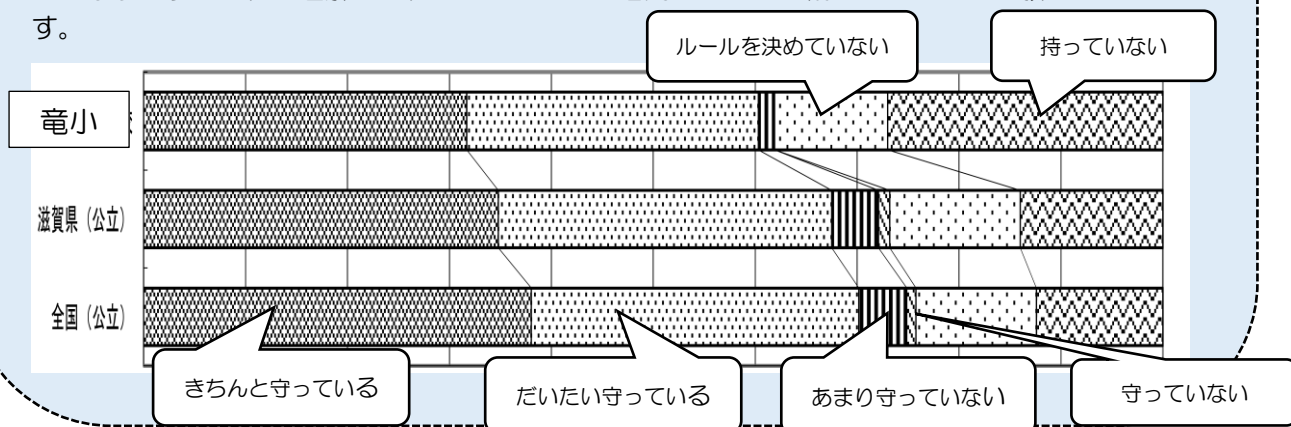 す。
ルールを決めていない
持っていない
竜小
滋賀県（公立）
全国（公立）
きちんと守っている
だいたい守っている
あまり守っていない
守っていない